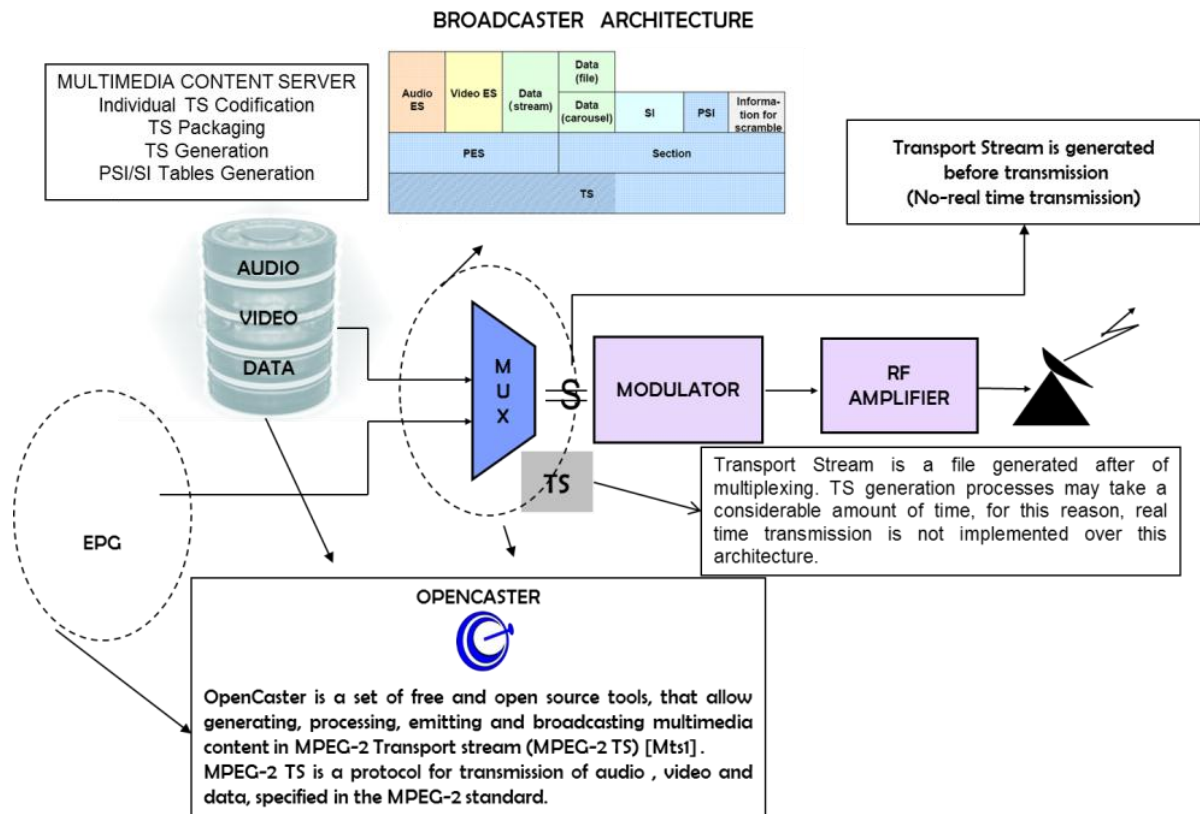 BROADCASTER ARCHITECTURE
MULTIMEDIA CONTENT SERVER
Individual TS Codification
TS Packaging
TS Generation
PSI/SI Tables Generation
Audio
ES
Video ES
Data
(stream)
Data
(file)
Data
(carousel)
SI
PSI
Informa-
tion for
scramble
PES
Section
TS
Transport Stream is generated
before transmission
(No-real time transmission)
AUDIO
VIDEO
DATA
M
U
X
S
MODULATOR
RF
AMPLIFIER
TS
Transport Stream is a file generated after of
multiplexing. TS generation processes may take a
considerable amount of time, for this reason, real
time transmission is not implemented over this
architecture.
EPG
OPENCASTER
OpenCaster is a set of free and open source tools, that allow
generating, processing, emitting and broadcasting multimedia
content in MPEG-2 Transport stream (MPEG-2 TS) [Mts1] .
MPEG-2 TS is a protocol for transmission of audio , video and
data, specified in the MPEG-2 standard.